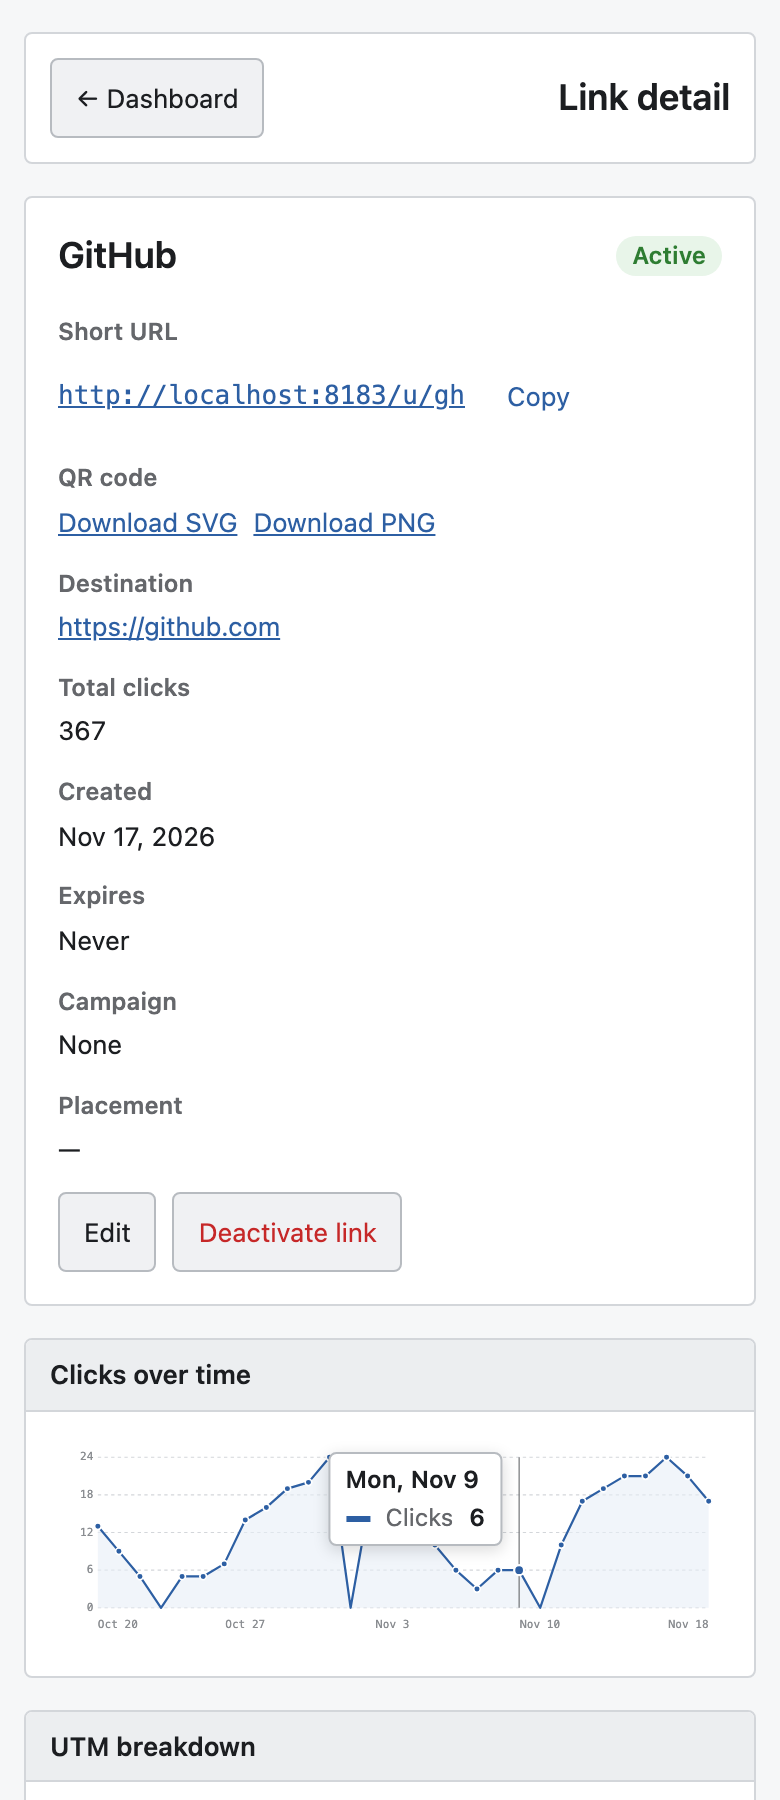 ← Dashboard
Link detail
GitHub
Active
Short URL
http://localhost:8183/u/gh
Copy
QR code
Download SVG Download PNG
Destination
https://github.com
Total clicks
367
Created
Nov 17, 2026
Expires
Never
Campaign
None
Placement
—
Edit
Deactivate link
Clicks over time
24
18
12
6
0
Mon, Nov 9
Clicks 6
Oct 20
Oct 27
Nov 3
Nov 10
Nov 18
UTM breakdown